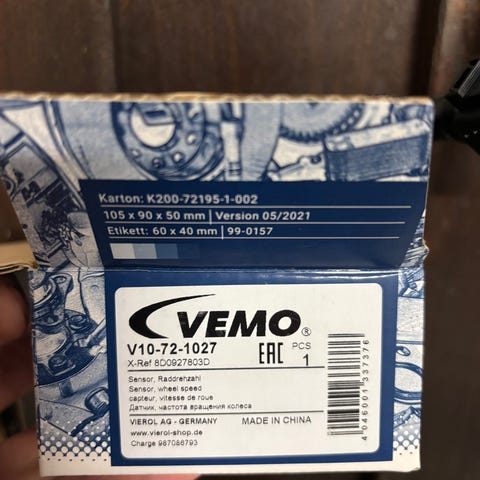 Karton: K200-72195-1-002
105 x 90 x 50 mm | Version 05/2021
Etikett: 60 x 40 mm | 99-0157
VEMO®
V10-72-1027
X-Ref 8D0927803D
EAC
PCS
1
Sensor, Raddrehzahl
Sensor, wheel speed
capteur, vitesse de roue
Датчик, частота вращения колеса
VIEROL AG - GERMANY
MADE IN CHINA
www.vierol-shop.de
Charge 987086793
4 046001 337376